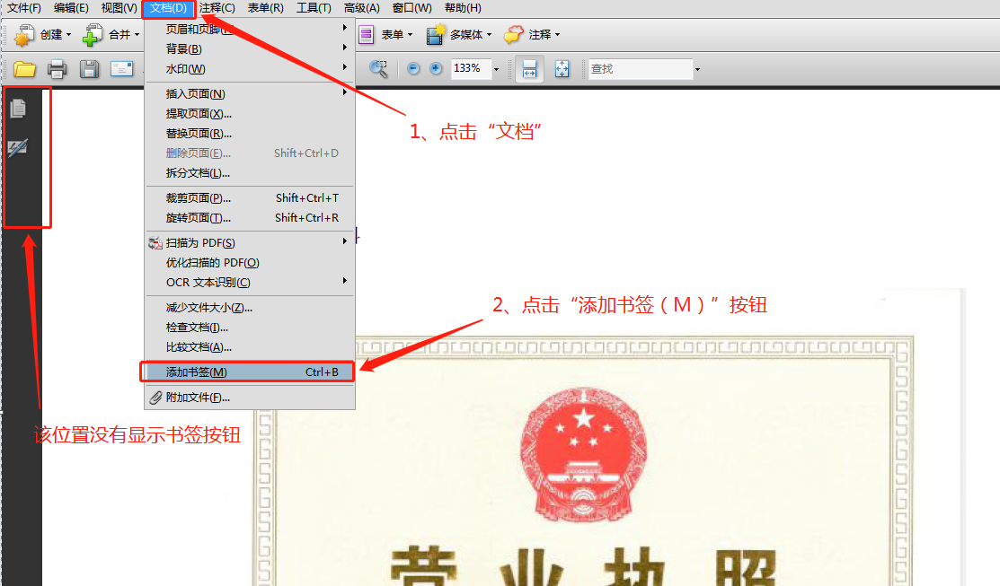 文件(F) 编辑(E) 视图(V) 文档(D) 注释(C) 表单(R) 工具(T) 高级(A) 窗口(W) 帮助(H)
创建 合并 表单 多媒体 注释
133% 查找
页眉和页脚
背景(B)
水印(W)
插入页面(N)
提取页面(X)...
替换页面(R)...
删除页面(E)... Shift+Ctrl+D
拆分文档(L)...
裁剪页面(P)... Shift+Ctrl+T
旋转页面(T)... Shift+Ctrl+R
扫描为 PDF(S)
优化扫描的 PDF(O)
OCR 文本识别(C)
减少文件大小(Z)...
检查文档(I)...
比较文档(A)...
添加书签(M) Ctrl+B
附加文件(F)...
1、点击“文档”
2、点击“添加书签（M）”按钮
该位置没有显示书签按钮
营业执照